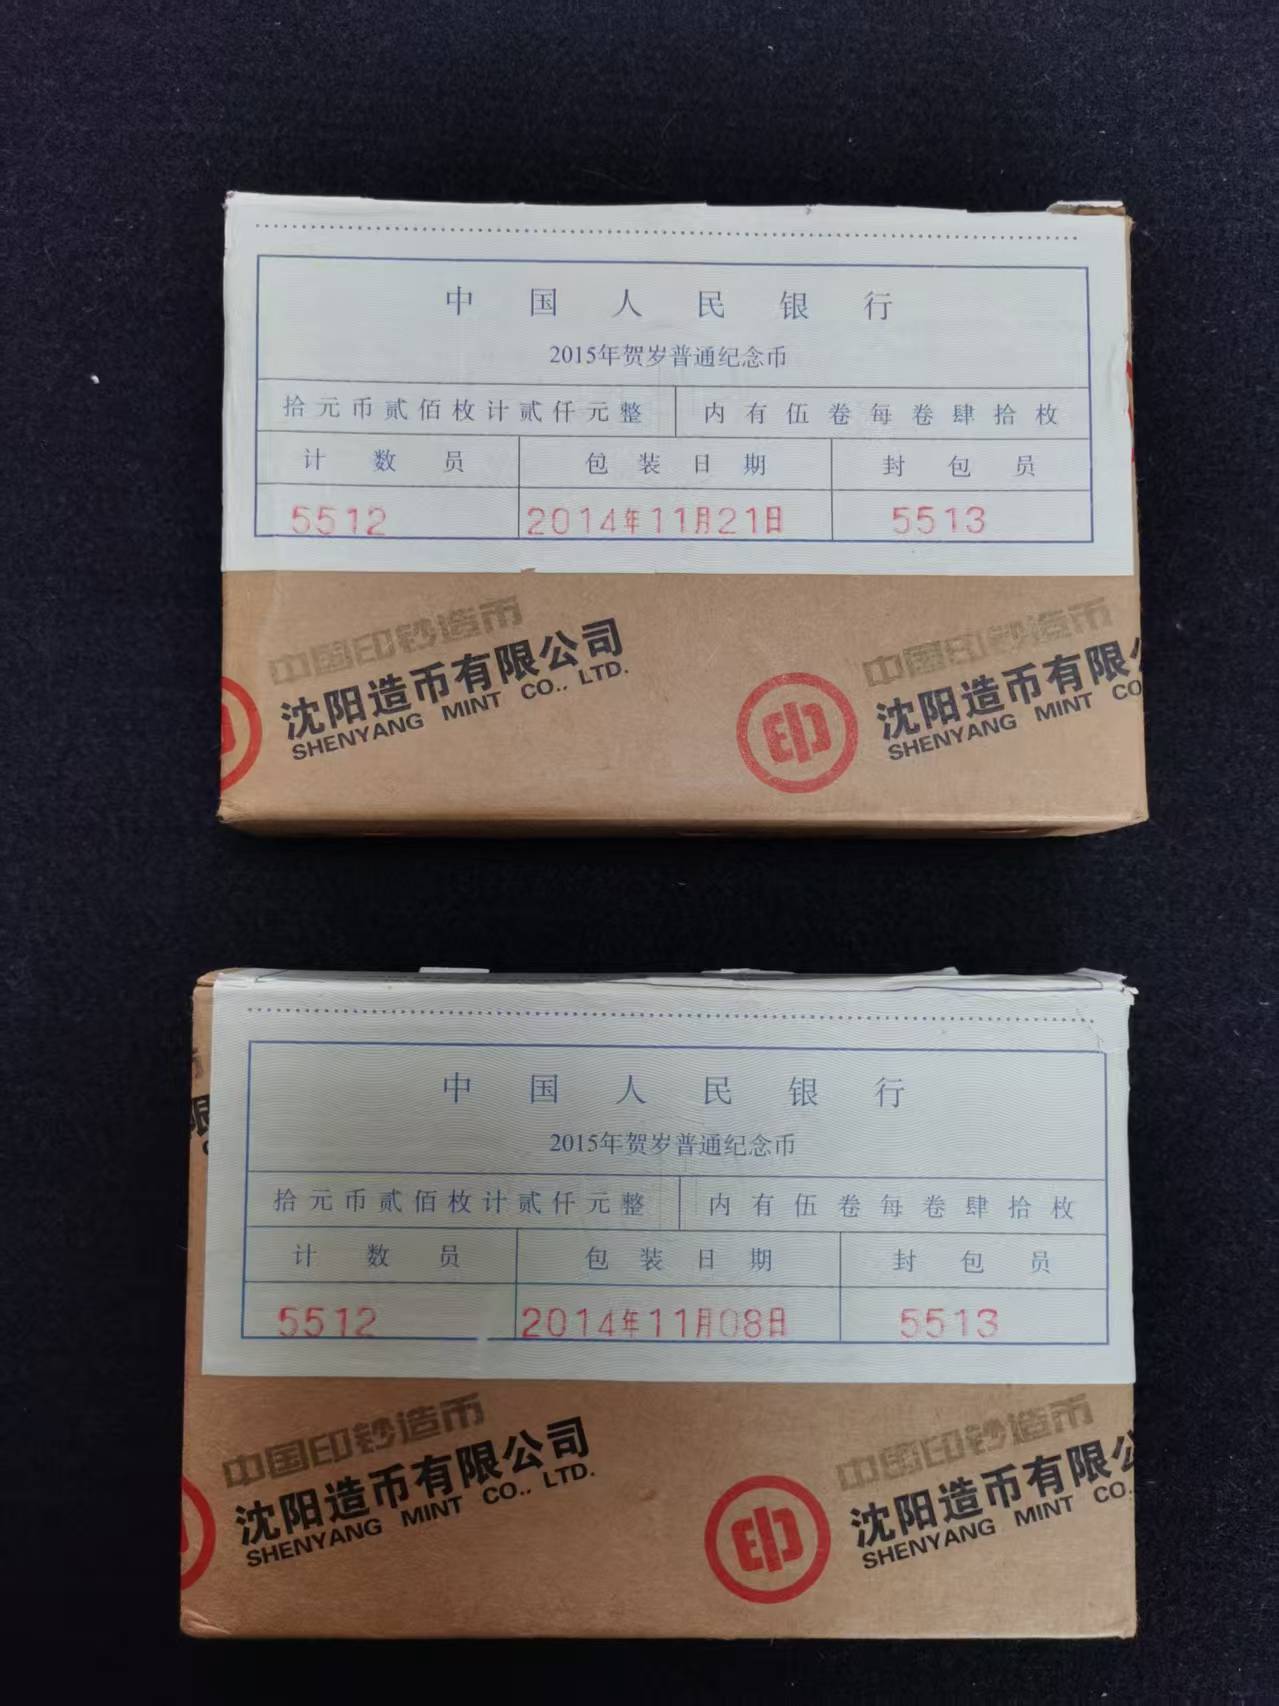 中国人民银行
2015年贺岁普通纪念币
拾元币贰佰枚计贰仟元整 内有伍卷每卷肆拾枚
计数员 包装日期 封包员
5512 2014年11月21日 5513
中国印钞造币 中国印钞造币
沈阳造币有限公司 沈阳造币有限
SHENYANG MINT CO., LTD. SHENYANG MINT CO
中国人民银行
2015年贺岁普通纪念币
拾元币贰佰枚计贰仟元整 内有伍卷每卷肆拾枚
计数员 包装日期 封包员
5512 2014年11月08日 5513
中国印钞造币 中国印钞造币
沈阳造币有限公司 沈阳造币有限公
SHENYANG MINT CO., LTD. SHENYANG MINT CO.